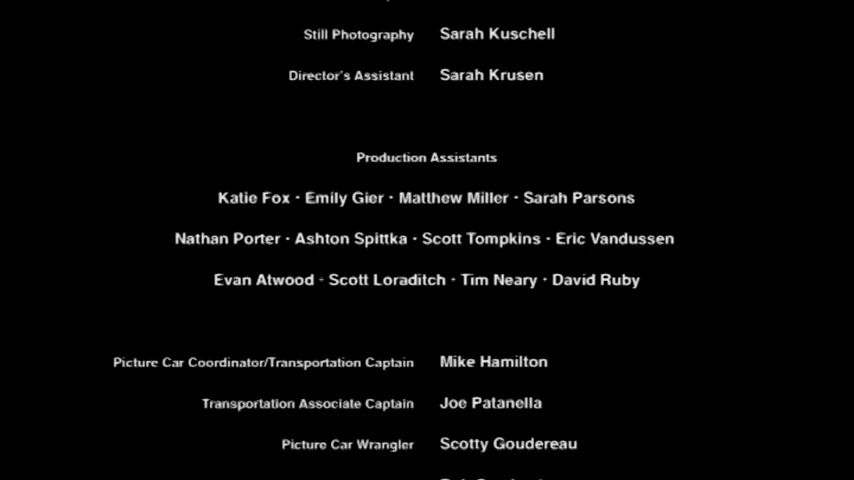 Still Photography Sarah Kuschell
Director's Assistant Sarah Krusen
Production Assistants
Katie Fox · Emily Gier · Matthew Miller · Sarah Parsons
Nathan Porter · Ashton Spittka · Scott Tompkins · Eric Vandussen
Evan Atwood · Scott Loraditch · Tim Neary · David Ruby
Picture Car Coordinator/Transportation Captain Mike Hamilton
Transportation Associate Captain Joe Patanella
Picture Car Wrangler Scotty Goudereau